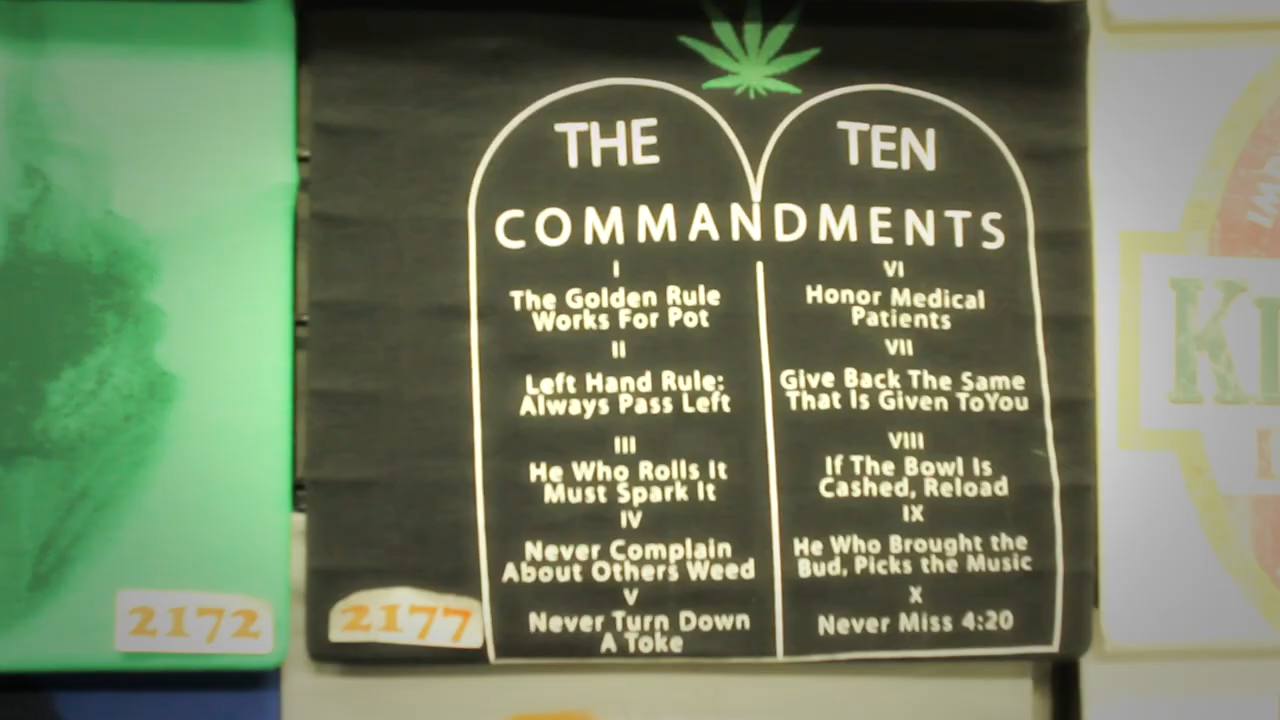 THE TEN
COMMANDMENTS
I
The Golden Rule
Works For Pot
II
Left Hand Rule:
Always Pass Left
III
He Who Rolls It
Must Spark It
IV
Never Complain
About Others Weed
V
Never Turn Down
A Toke
VI
Honor Medical
Patients
VII
Give Back The Same
That Is Given ToYou
VIII
If The Bowl Is
Cashed, Reload
IX
He Who Brought the
Bud, Picks the Music
X
Never Miss 4:20
2172
2177